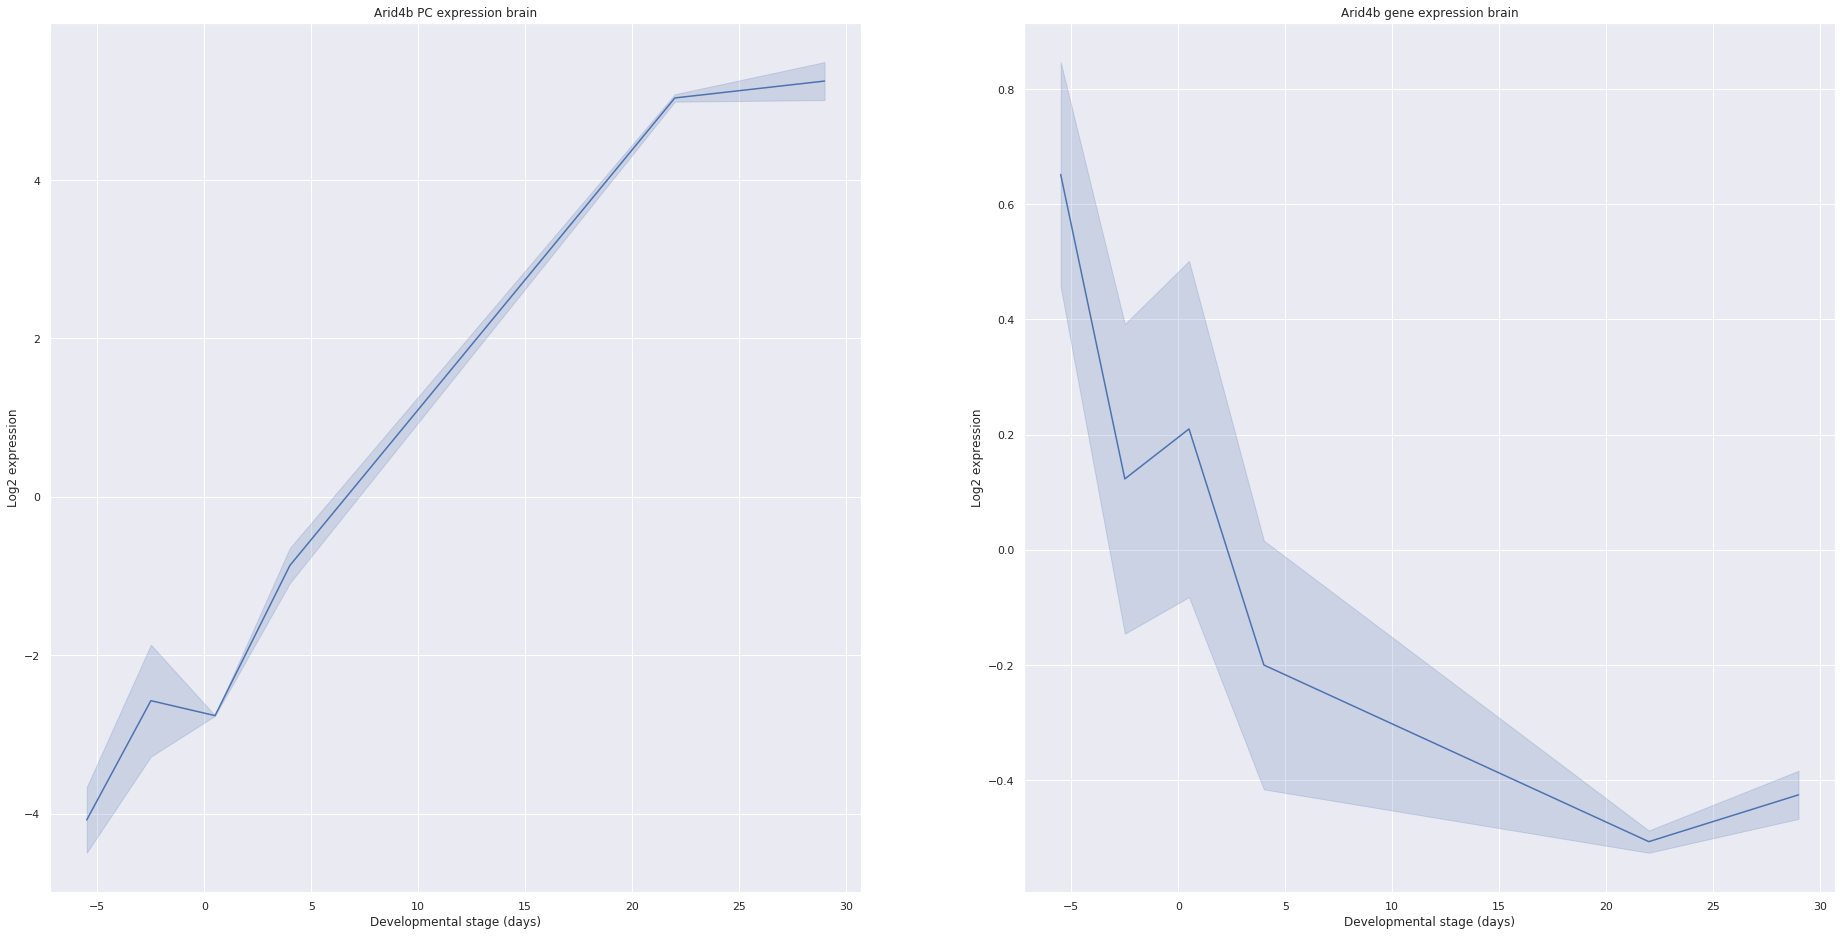 Arid4b PC expression brain
Log2 expression
4
2
0
−2
−4
−5 0 5 10 15 20 25 30
Developmental stage (days)
Arid4b gene expression brain
Log2 expression
0.8
0.6
0.4
0.2
0.0
−0.2
−0.4
−5 0 5 10 15 20 25 30
Developmental stage (days)